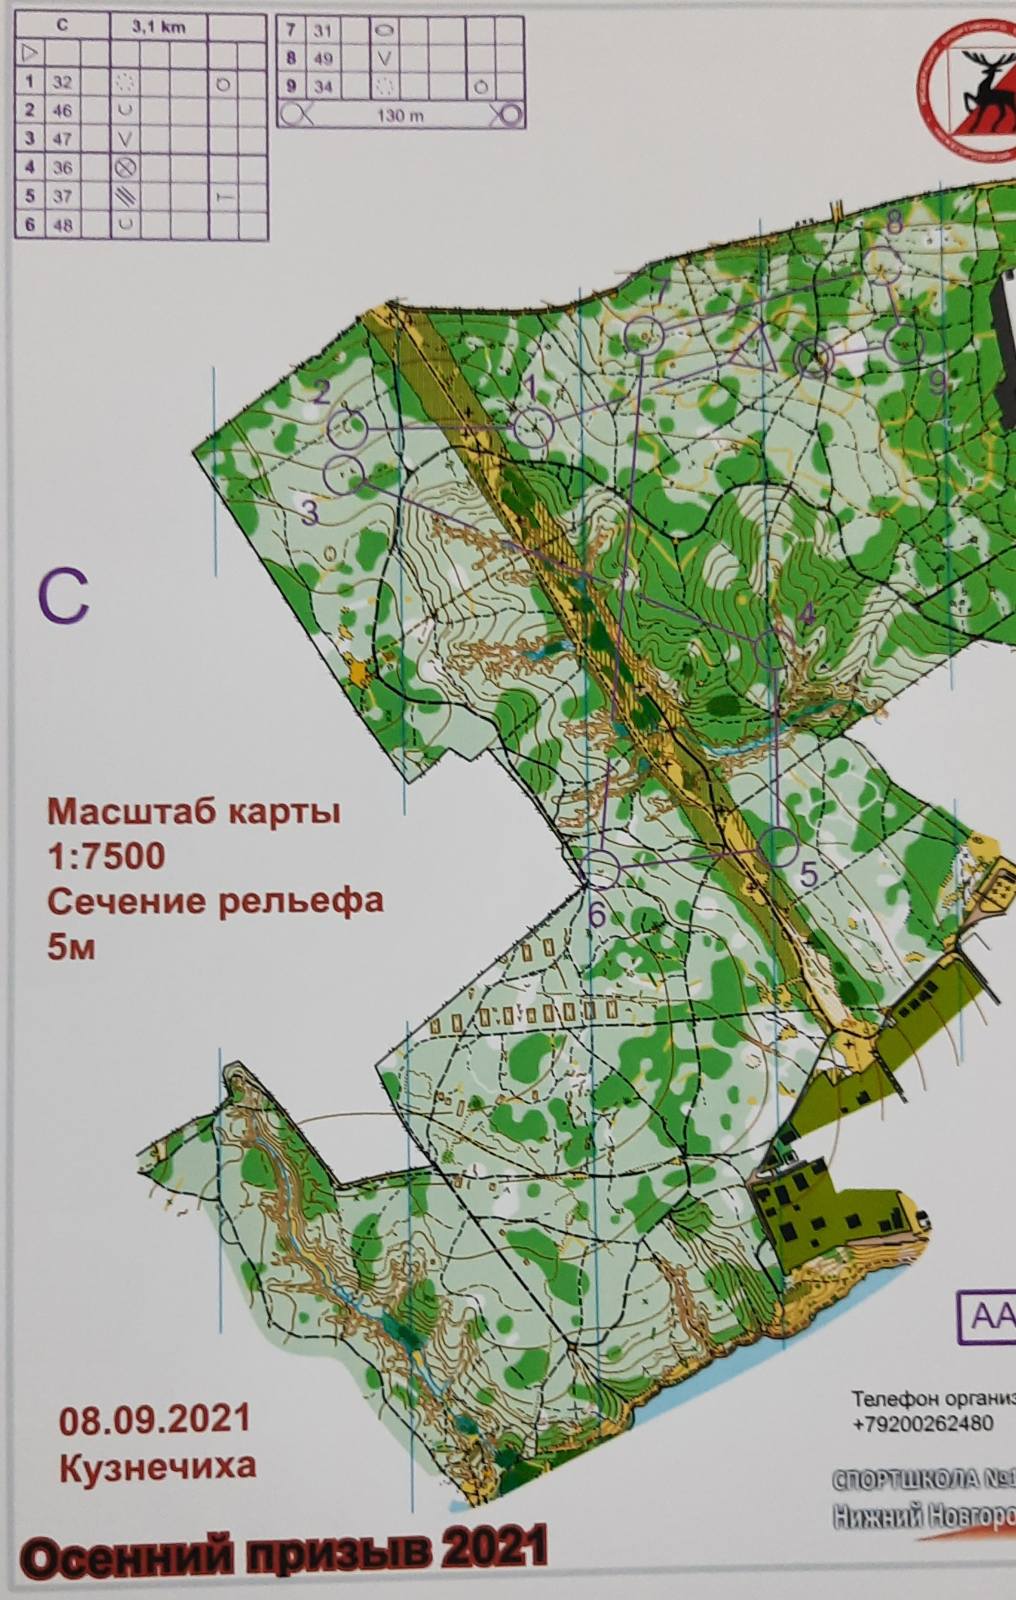 C 3,1 km
1 32
2 46
3 47
4 36
5 37
6 48
7 31
8 49
9 34
130 m
8
7
9
2
1
3
4
5
6
C
Масштаб карты
1:7500
Сечение рельефа
5м
AA
08.09.2021
Кузнечиха
Телефон организ
+79200262480
СПОРТШКОЛА №1
Нижний Новгоро
Осенний призыв 2021